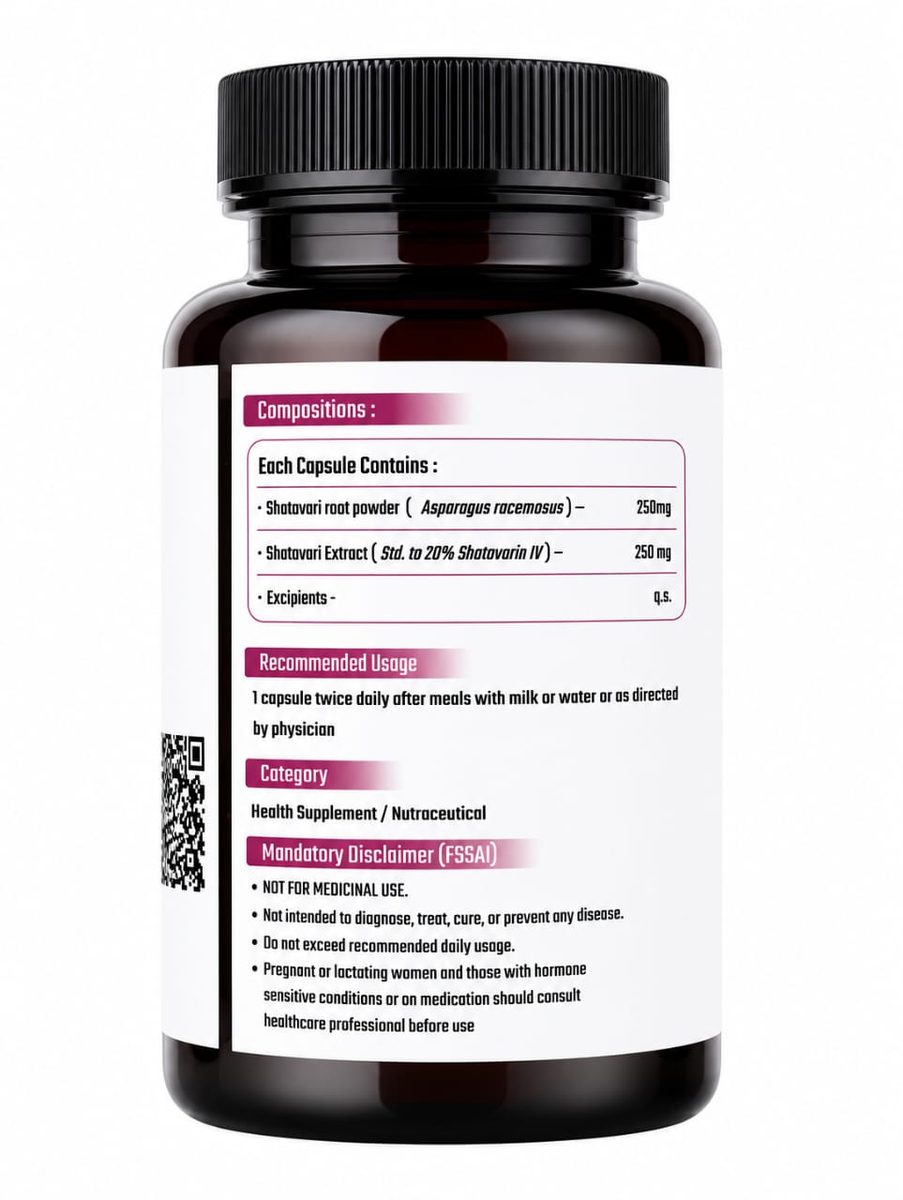 Compositions :
Each Capsule Contains :
• Shatavari root powder ( Asparagus racemosus ) – 250mg
• Shatavari Extract ( Std. to 20% Shatavarin IV ) – 250 mg
• Excipients - q.s.
Recommended Usage
1 capsule twice daily after meals with milk or water or as directed
by physician
Category
Health Supplement / Nutraceutical
Mandatory Disclaimer (FSSAI)
• NOT FOR MEDICINAL USE.
• Not intended to diagnose, treat, cure, or prevent any disease.
• Do not exceed recommended daily usage.
• Pregnant or lactating women and those with hormone
sensitive conditions or on medication should consult
healthcare professional before use